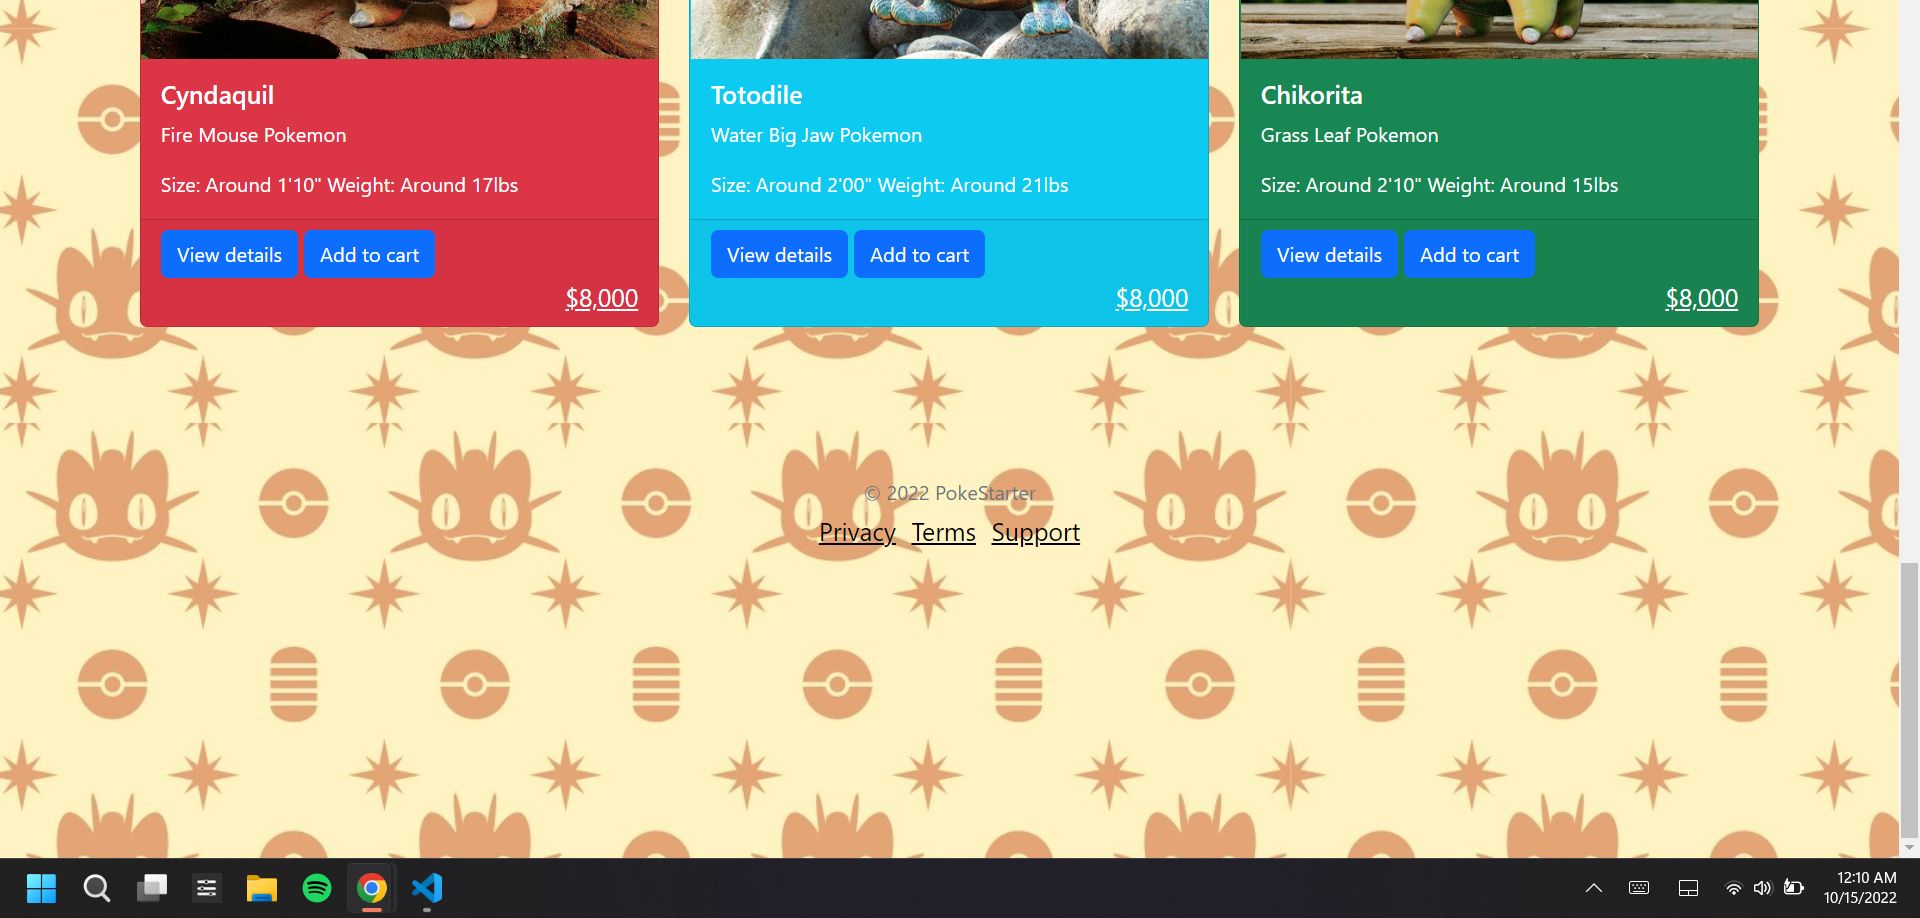 Cyndaquil
Fire Mouse Pokemon
Size: Around 1'10" Weight: Around 17lbs
View details Add to cart
$8,000
Totodile
Water Big Jaw Pokemon
Size: Around 2'00" Weight: Around 21lbs
View details Add to cart
$8,000
Chikorita
Grass Leaf Pokemon
Size: Around 2'10" Weight: Around 15lbs
View details Add to cart
$8,000
© 2022 PokeStarter
Privacy Terms Support
12:10 AM
10/15/2022